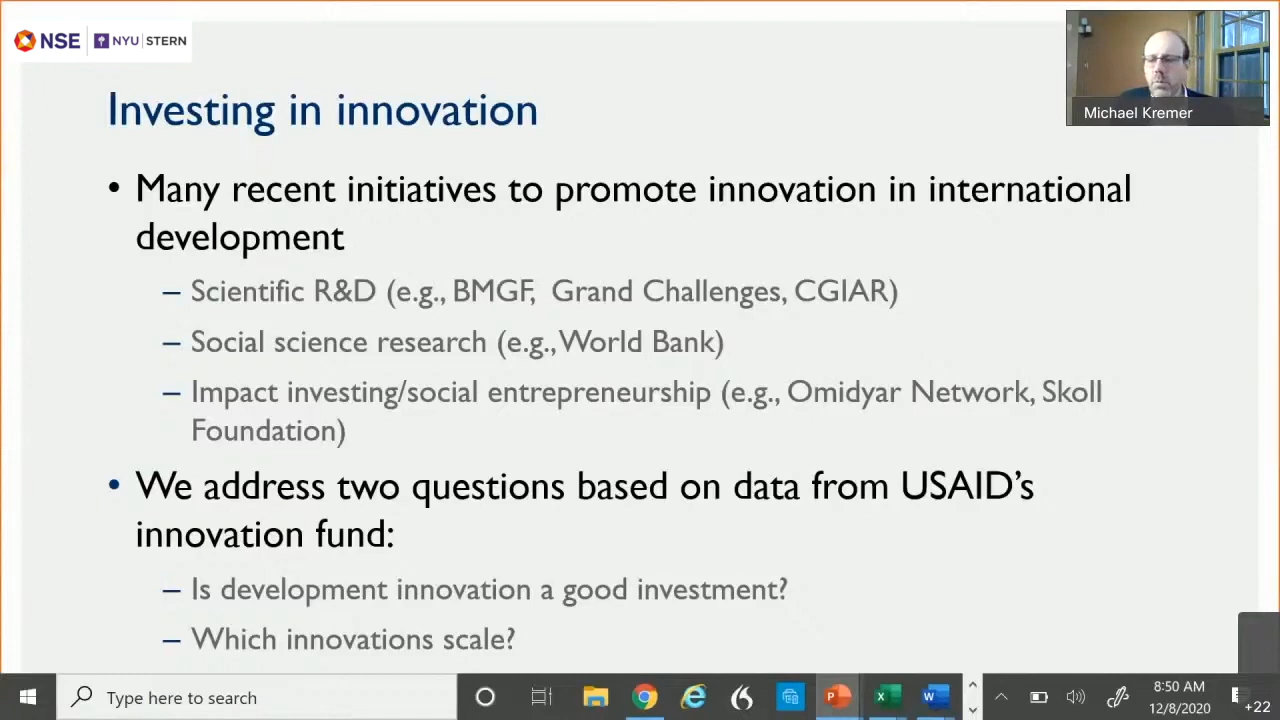 NSE NYU STERN
Michael Kremer
Investing in innovation
• Many recent initiatives to promote innovation in international
development
– Scientific R&D (e.g., BMGF, Grand Challenges, CGIAR)
– Social science research (e.g., World Bank)
– Impact investing/social entrepreneurship (e.g., Omidyar Network, Skoll
Foundation)
• We address two questions based on data from USAID's
innovation fund:
– Is development innovation a good investment?
– Which innovations scale?
Type here to search
8:50 AM
12/8/2020
+22